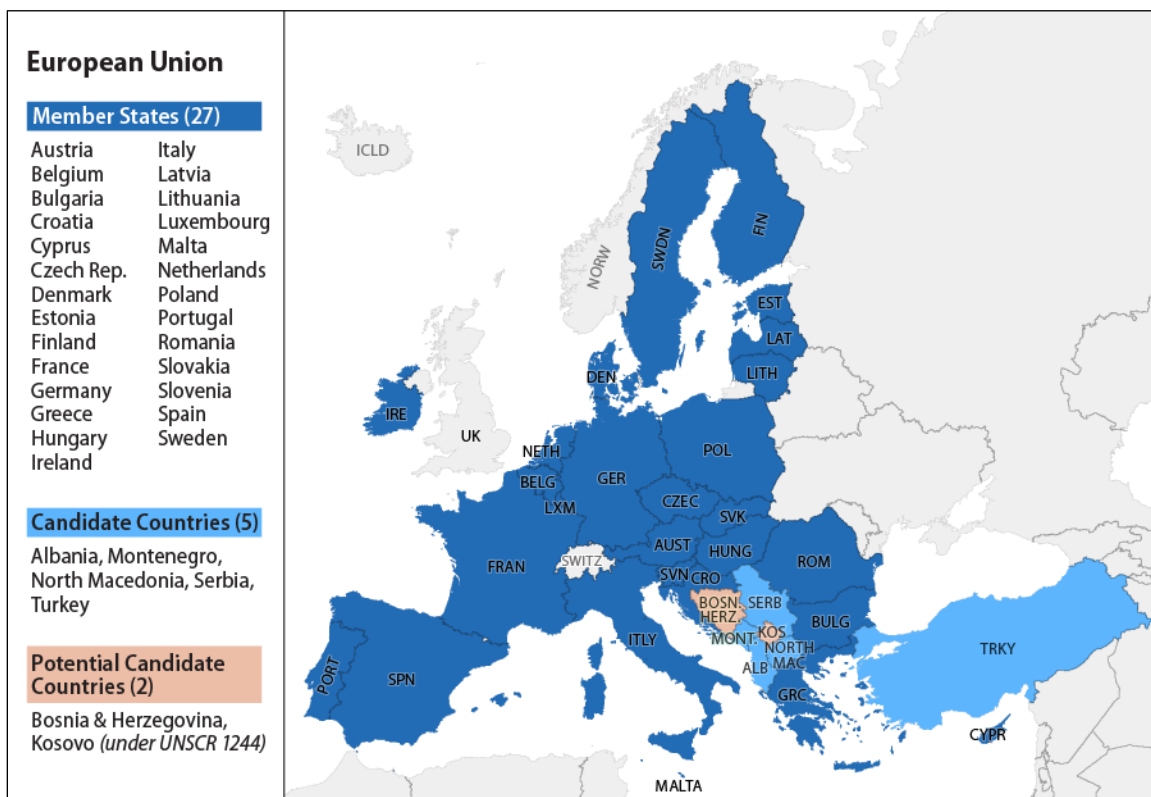 European Union
Member States (27)
Austria
Belgium
Bulgaria
Croatia
Cyprus
Czech Rep.
Denmark
Estonia
Finland
France
Germany
Greece
Hungary
Ireland
Italy
Latvia
Lithuania
Luxembourg
Malta
Netherlands
Poland
Portugal
Romania
Slovakia
Slovenia
Spain
Sweden
Candidate Countries (5)
Albania, Montenegro,
North Macedonia, Serbia,
Turkey
Potential Candidate
Countries (2)
Bosnia & Herzegovina,
Kosovo (under UNSCR 1244)
ICLD
NORW
SWDN
FIN
EST
LAT
LITH
DEN
IRE
UK
NETH
BELG
LXM
GER
POL
CZEC
SVK
AUST
HUNG
ROM
FRAN
SWITZ
SVN
CRO
BOSN.
HERZ.
SERB
MONT.
KOS
BULG
NORTH
MAC
ALB
ITLY
GRC
TRKY
PORT
SPN
CYPR
MALTA